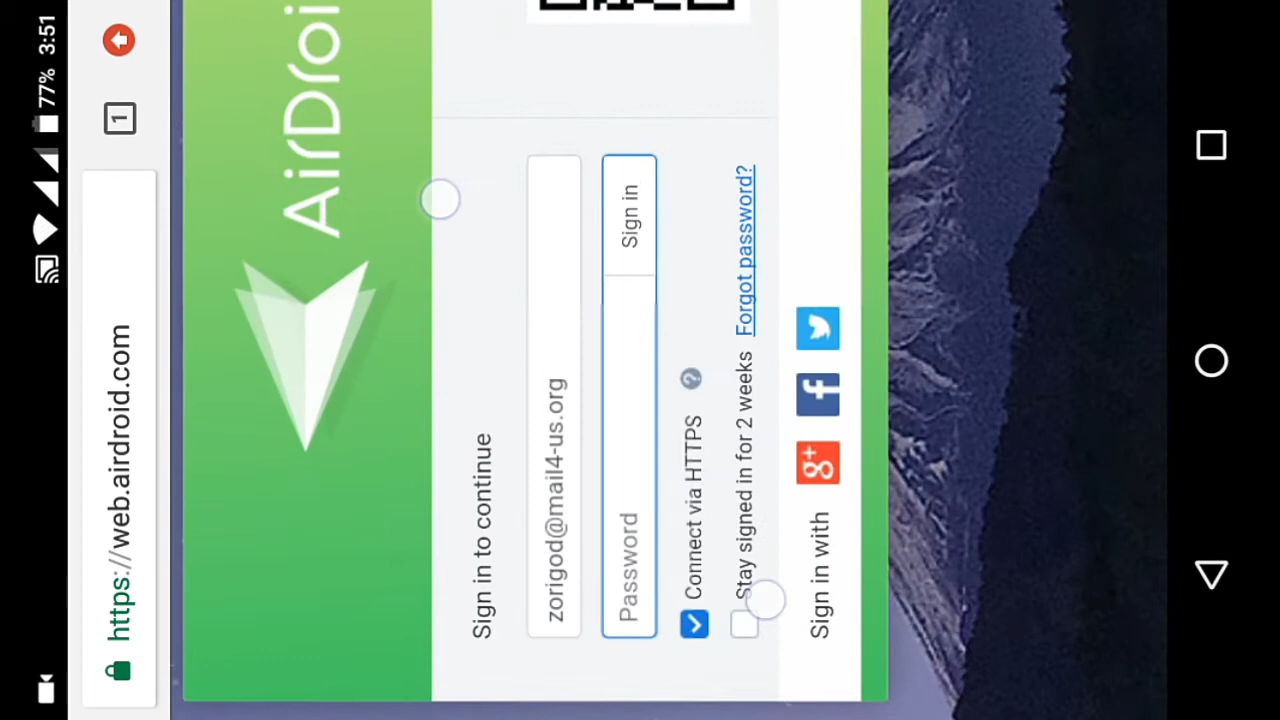 77% 3:51
https://web.airdroid.com
1
AirDroi
Sign in to continue
zorigod@mail4-us.org
Password
Sign in
Connect via HTTPS ?
Stay signed in for 2 weeks Forgot password?
Sign in with g+ f